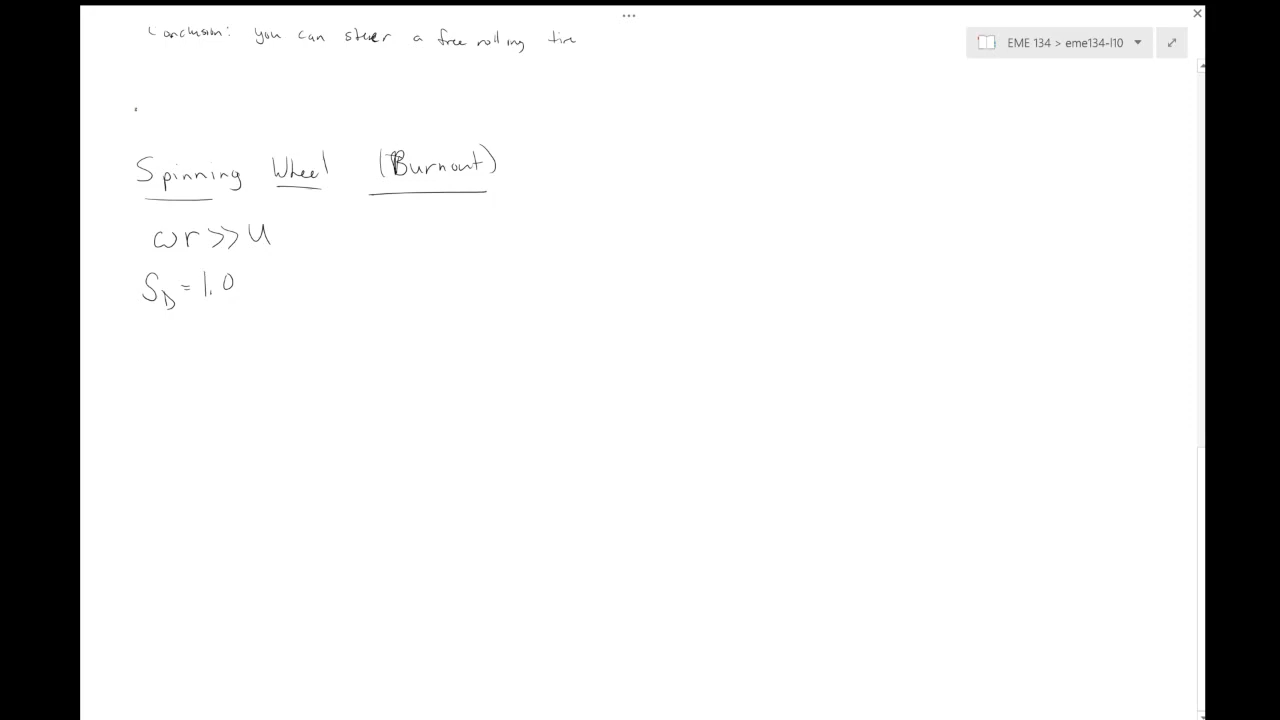 Conclusion: you can steer a free rolling tire
EME 134 > eme134-l10
Spinning Wheel (Burnout)
ωr >> U
S_D = 1.0